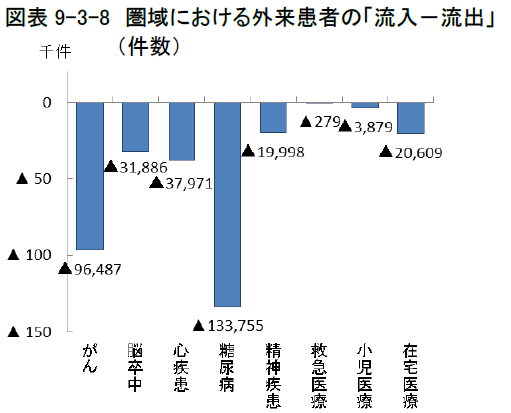 図表 9-3-8 圏域における外来患者の「流入－流出」
（件数）
千件
0
▲ 50
▲ 100
▲ 150
▲ 96,487
▲ 31,886
▲ 37,971
▲ 133,755
▲ 19,998
▲ 279
▲ 3,879
▲ 20,609
がん
脳卒中
心疾患
糖尿病
精神疾患
救急医療
小児医療
在宅医療